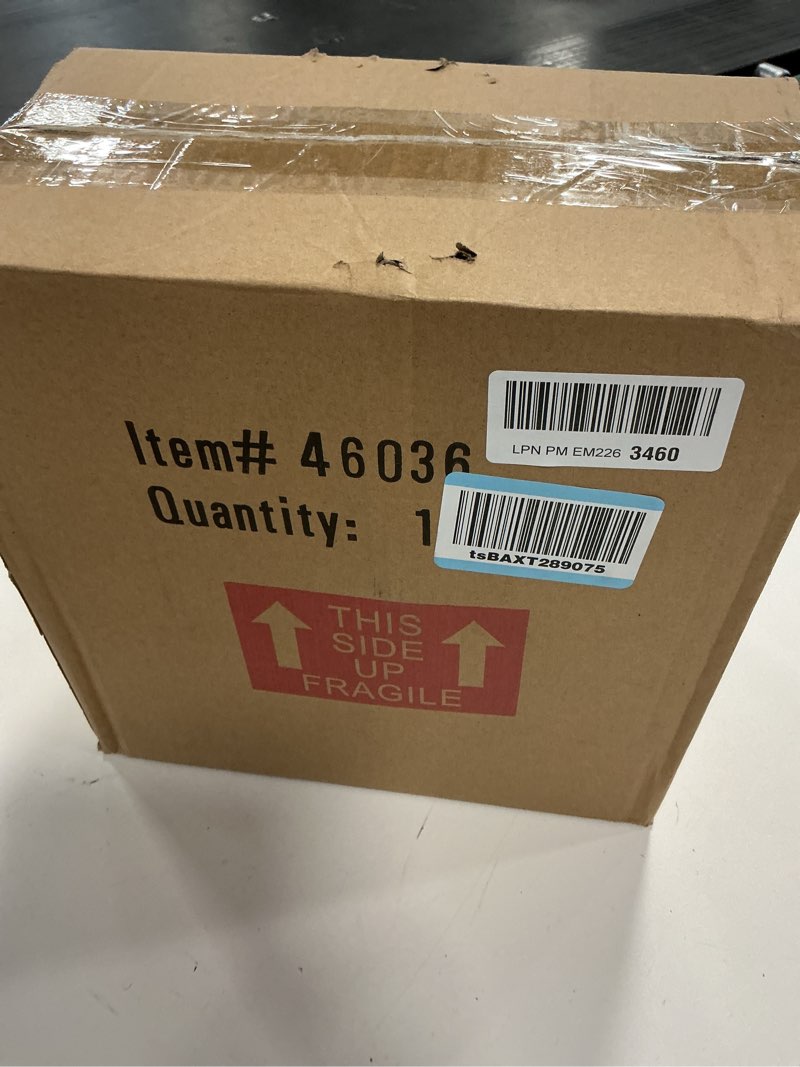 Item# 46036
Quantity: 1
LPN PM EM226 3460
tsBAXT289075
THIS
SIDE
UP
FRAGILE